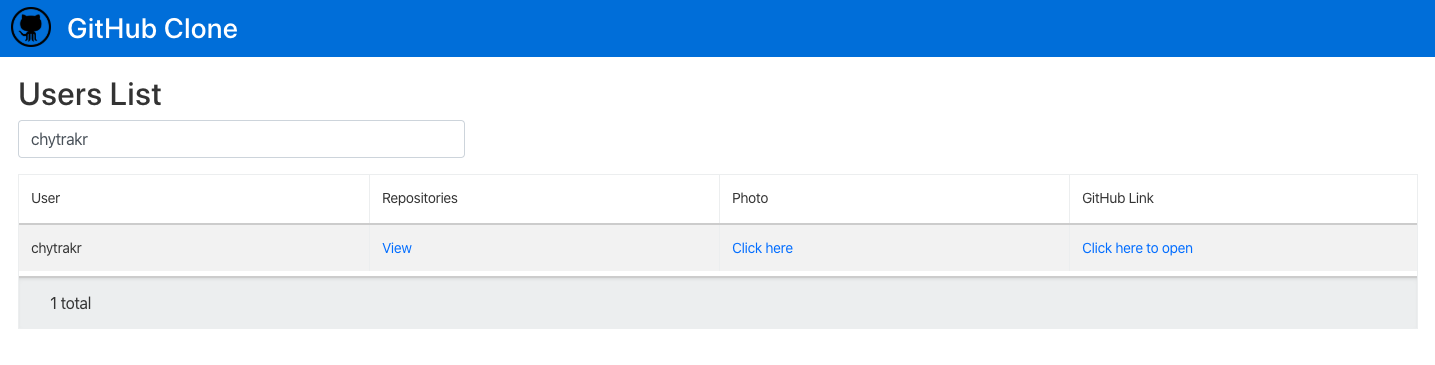 GitHub Clone
Users List
chytrakr
User Repositories Photo GitHub Link
chytrakr View Click here Click here to open
1 total